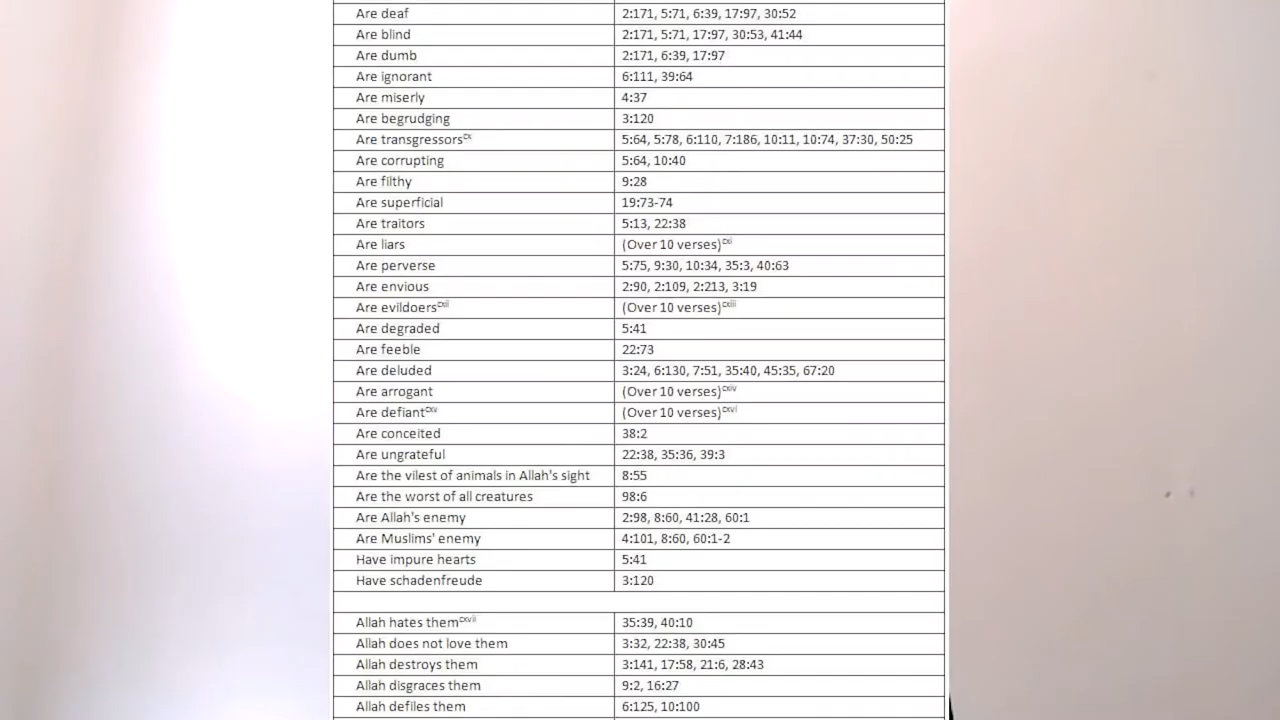 Are deaf 2:171, 5:71, 6:39, 17:97, 30:52
Are blind 2:171, 5:71, 17:97, 30:53, 41:44
Are dumb 2:171, 6:39, 17:97
Are ignorant 6:111, 39:64
Are miserly 4:37
Are begrudging 3:120
Are transgressors cx 5:64, 5:78, 6:110, 7:186, 10:11, 10:74, 37:30, 50:25
Are corrupting 5:64, 10:40
Are filthy 9:28
Are superficial 19:73-74
Are traitors 5:13, 22:38
Are liars (Over 10 verses) cxi
Are perverse 5:75, 9:30, 10:34, 35:3, 40:63
Are envious 2:90, 2:109, 2:213, 3:19
Are evildoers cxii (Over 10 verses) cxiii
Are degraded 5:41
Are feeble 22:73
Are deluded 3:24, 6:130, 7:51, 35:40, 45:35, 67:20
Are arrogant (Over 10 verses) cxiv
Are defiant cxv (Over 10 verses) cxvi
Are conceited 38:2
Are ungrateful 22:38, 35:36, 39:3
Are the vilest of animals in Allah's sight 8:55
Are the worst of all creatures 98:6
Are Allah's enemy 2:98, 8:60, 41:28, 60:1
Are Muslims' enemy 4:101, 8:60, 60:1-2
Have impure hearts 5:41
Have schadenfreude 3:120
Allah hates them cxvii 35:39, 40:10
Allah does not love them 3:32, 22:38, 30:45
Allah destroys them 3:141, 17:58, 21:6, 28:43
Allah disgraces them 9:2, 16:27
Allah defiles them 6:125, 10:100